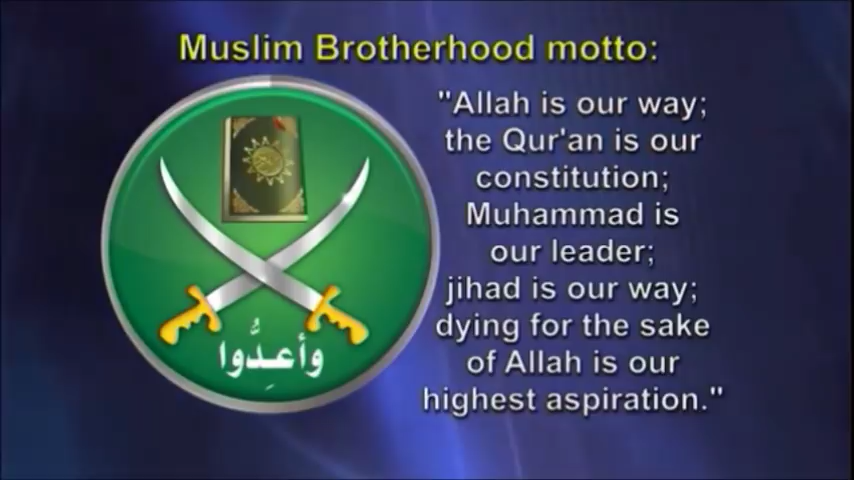 Muslim Brotherhood motto:
"Allah is our way;
the Qur'an is our
constitution;
Muhammad is
our leader;
jihad is our way;
dying for the sake
of Allah is our
highest aspiration."
وأعِدُّوا